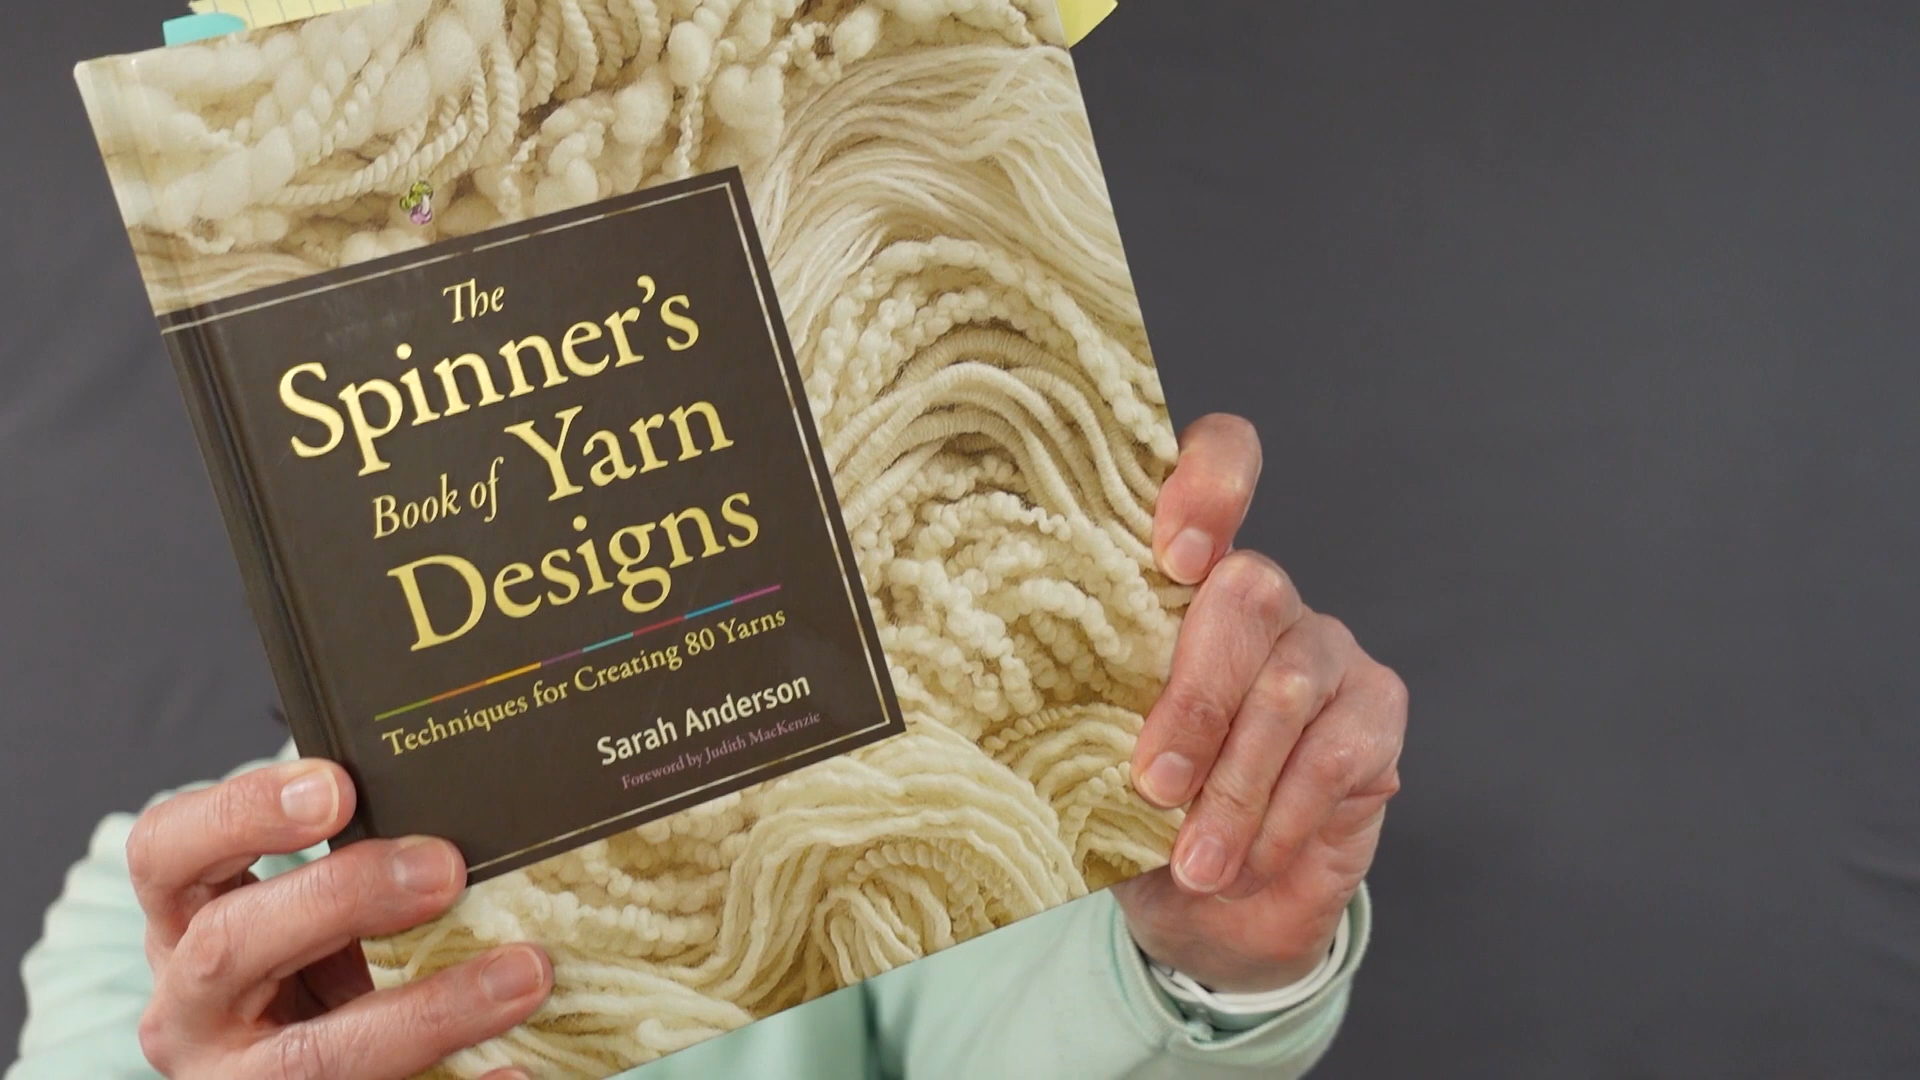 The
Spinner's
Book of Yarn
Designs
Techniques for Creating 80 Yarns
Sarah Anderson
Foreword by Judith MacKenzie